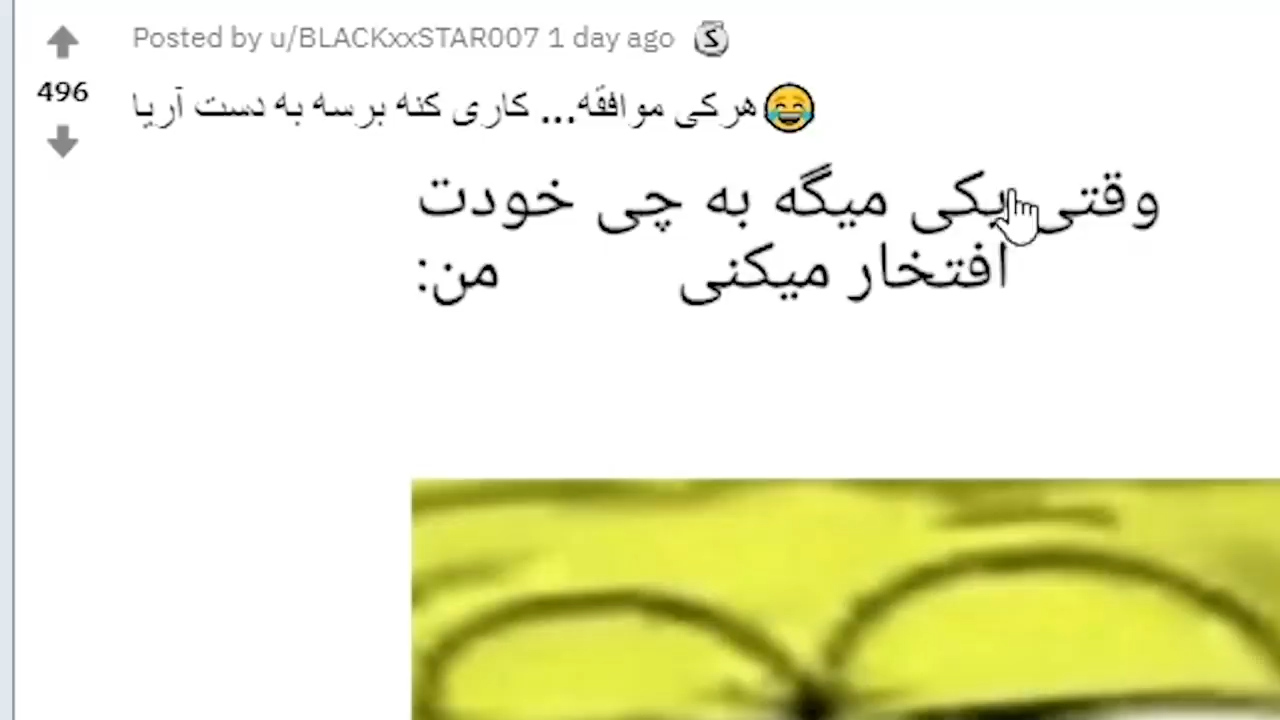 Posted by u/BLACKxxSTAR007 1 day ago
496
هرکی موافقه... کاری کنه برسه به دست آریا😂
وقتی یکی میگه به چی خودت
افتخار میکنی من: